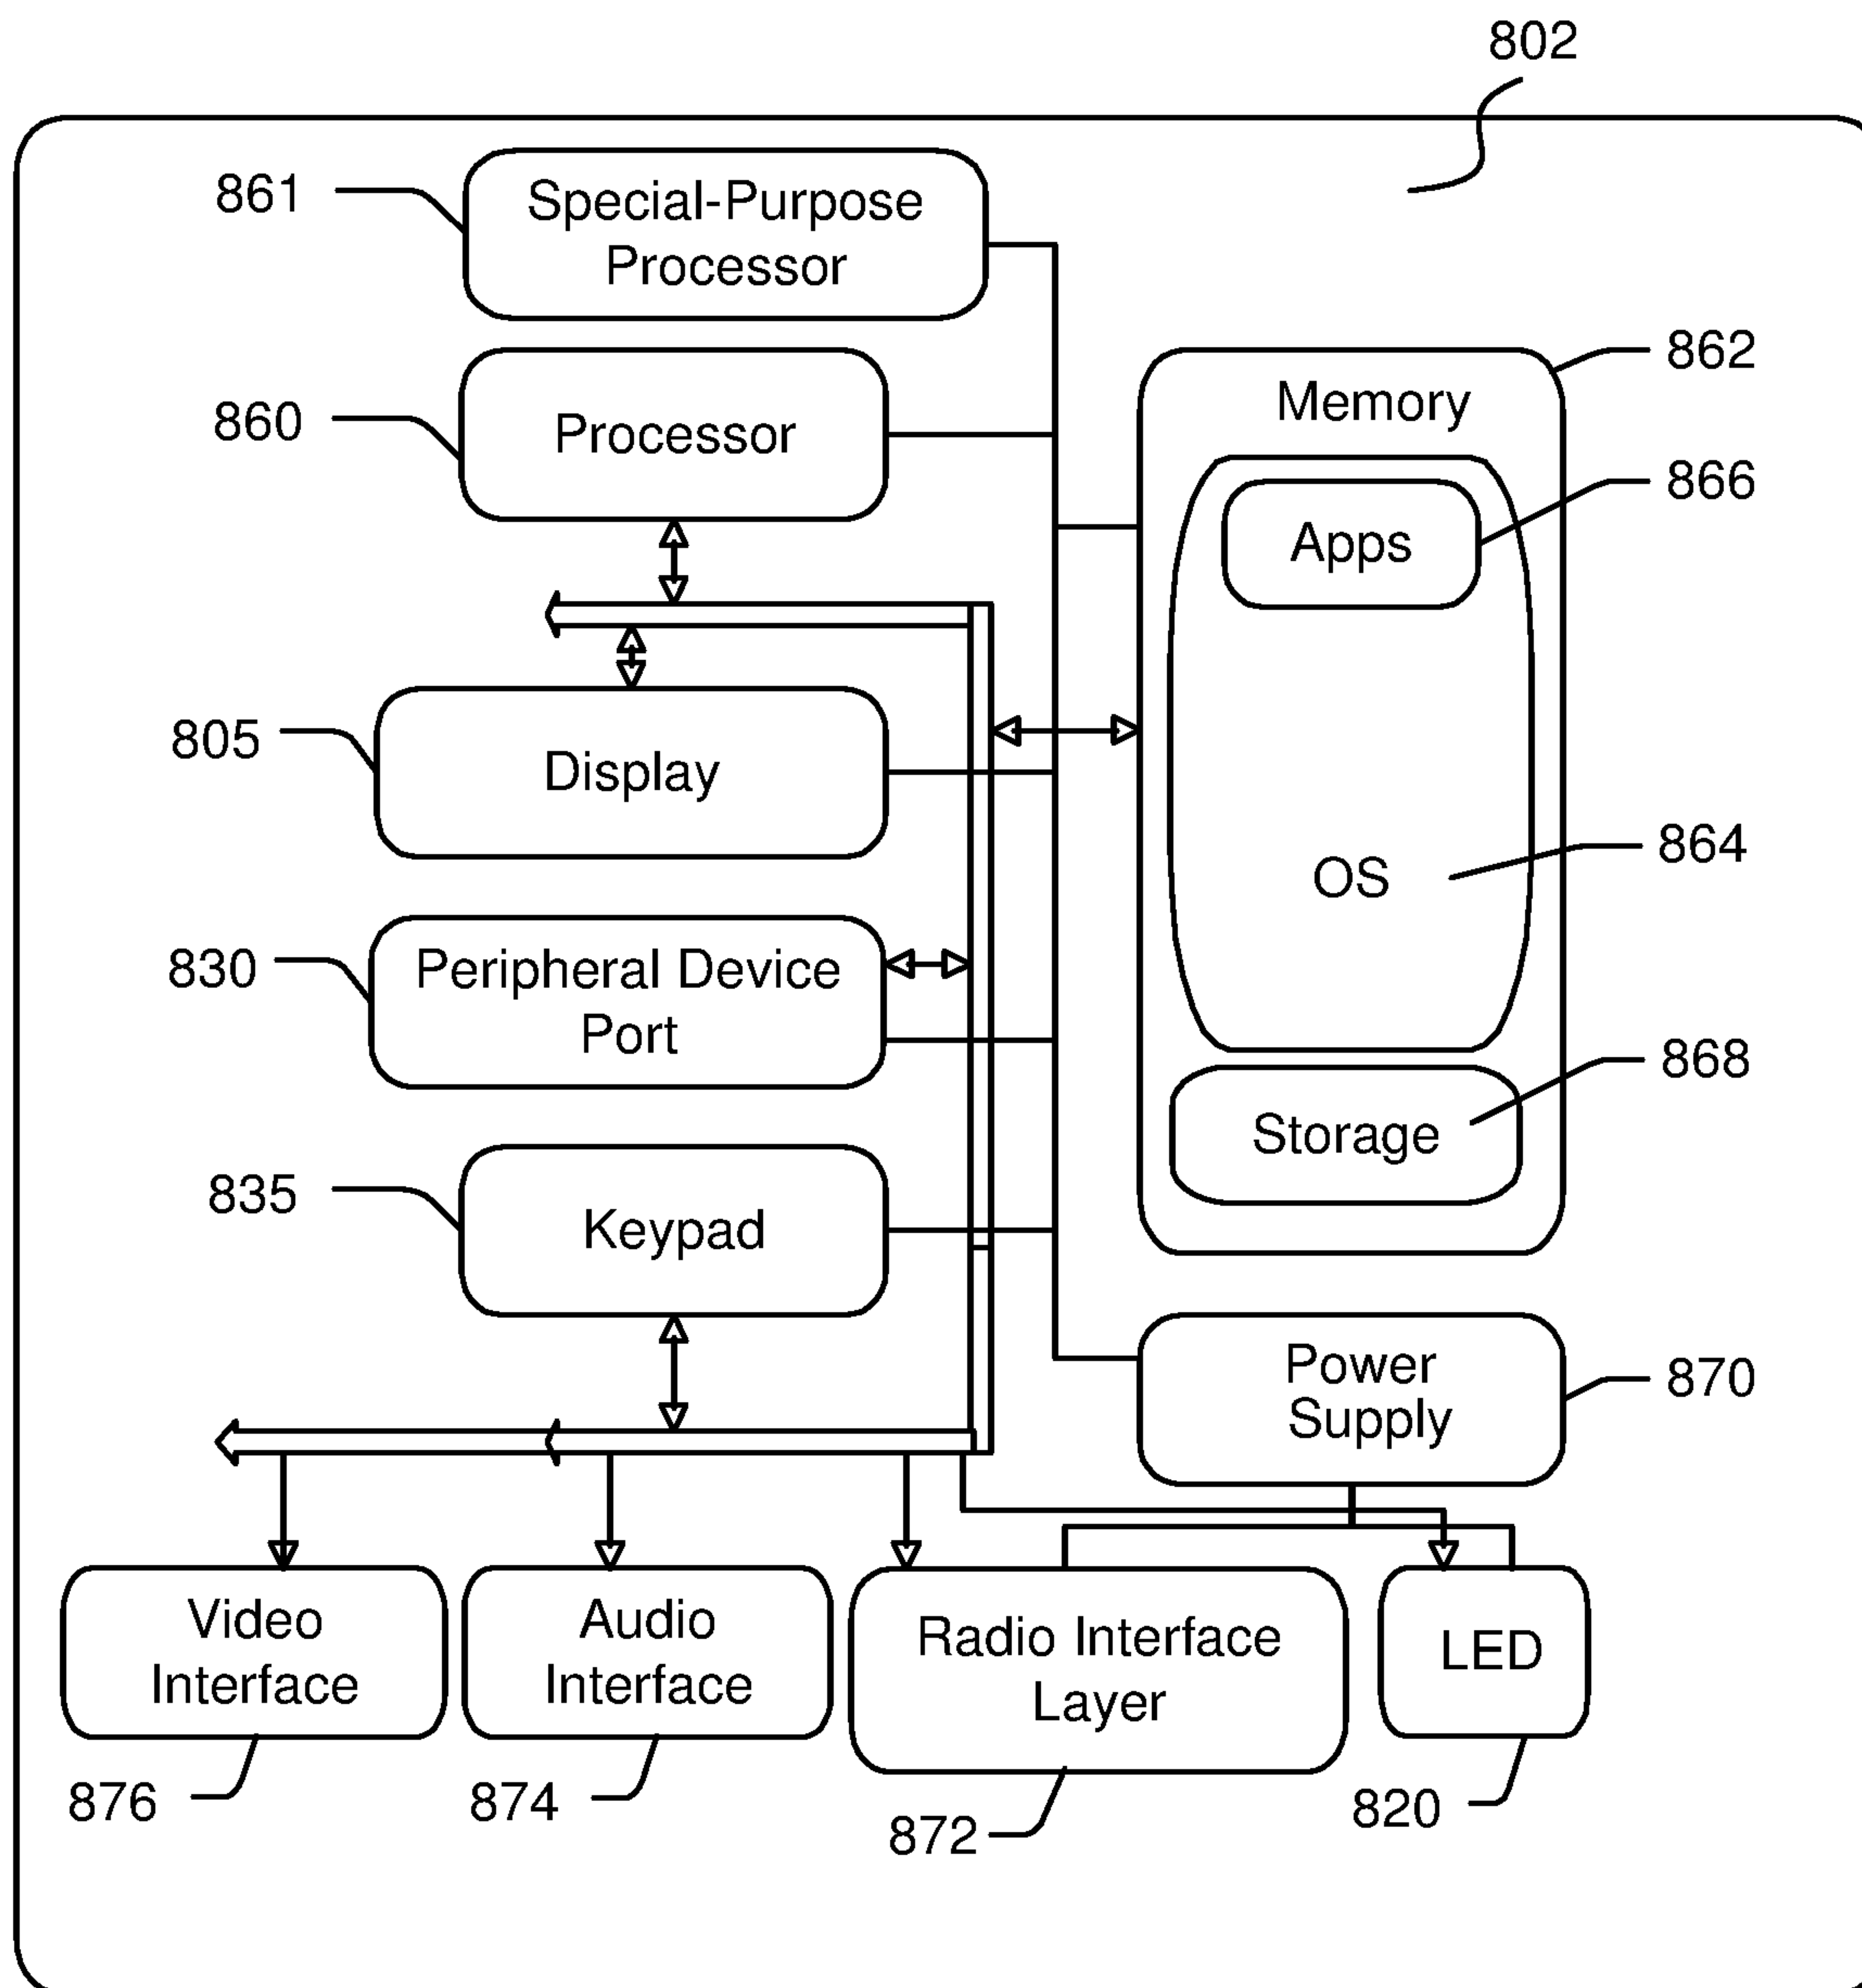 802
861
Special-Purpose
Processor
862
Memory
860
Processor
866
Apps
805
Display
864
OS
830
Peripheral Device
Port
868
Storage
835
Keypad
Power
Supply
870
Video
Interface
Audio
Interface
Radio Interface
Layer
LED
876
874
872
820